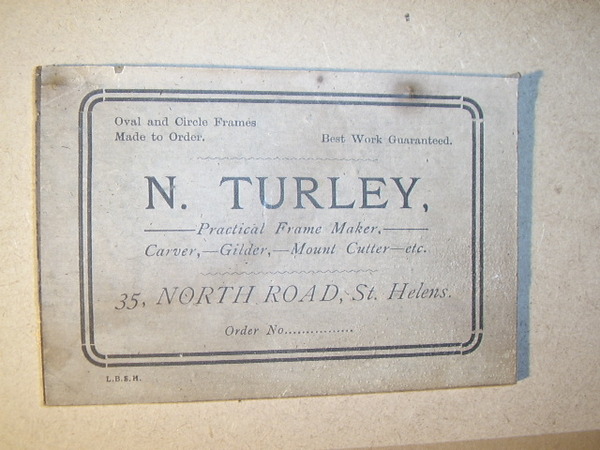 Oval and Circle Frames
Made to Order.
Best Work Guaranteed.
N. TURLEY,
Practical Frame Maker,
Carver,—Gilder,—Mount Cutter—etc.
35, NORTH ROAD, St. Helens.
Order No................
L.B.S.H.